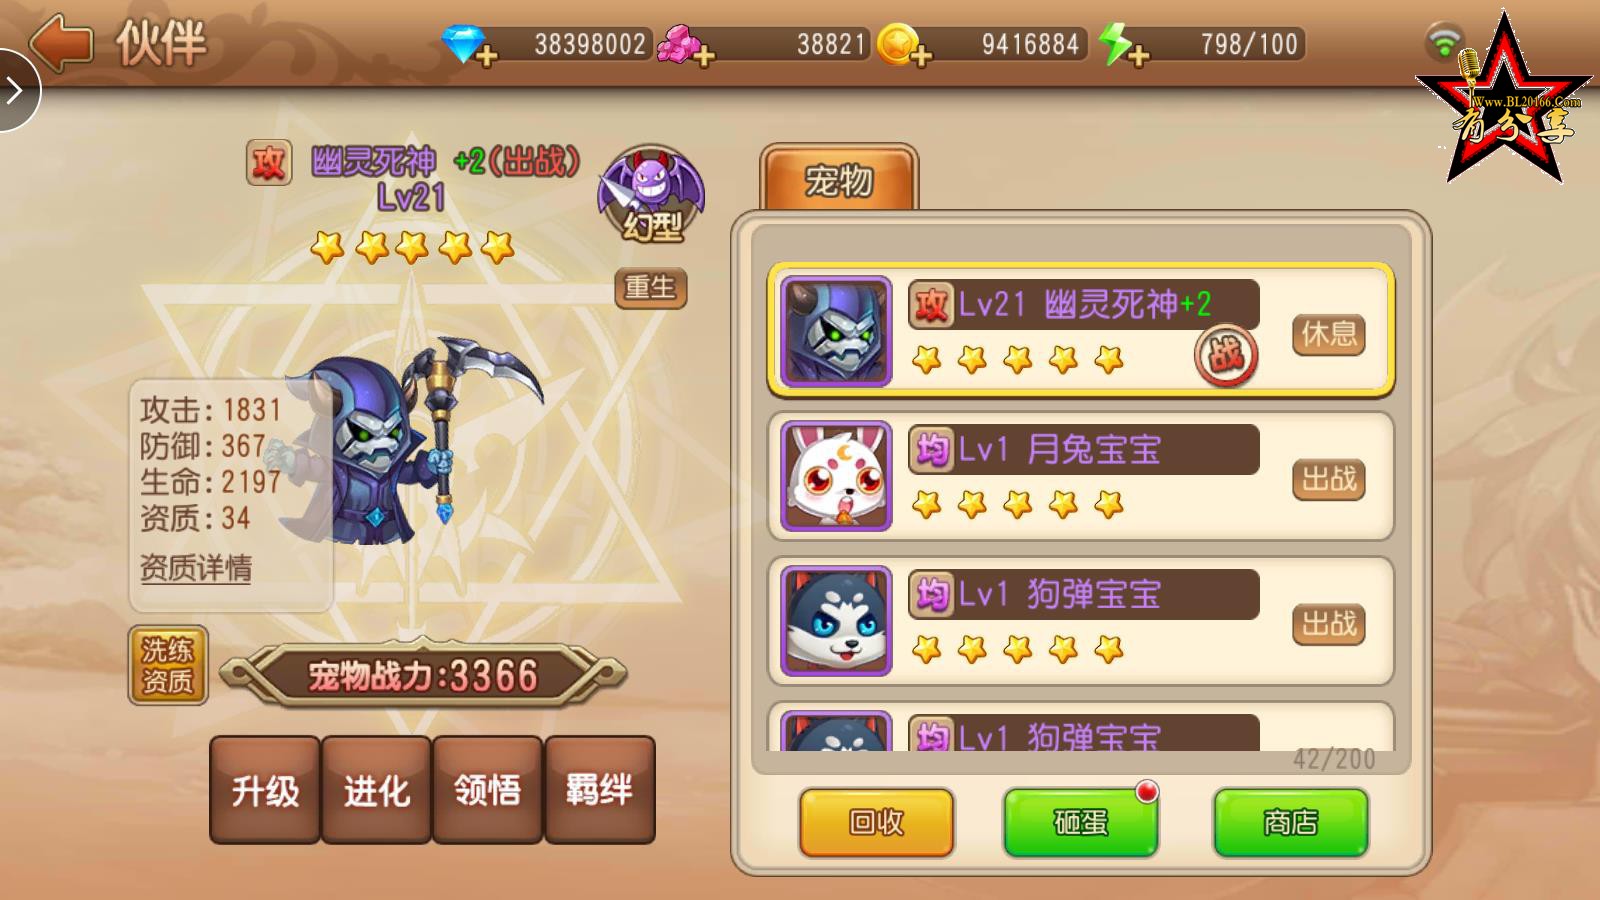 伙伴
38398002
38821
9416884
798/100
Www.BL20166.Com
有分享
攻 幽灵死神 +2(出战)
Lv21
幻型
重生
攻击: 1831
防御: 367
生命: 2197
资质: 34
资质详情
洗练
资质
宠物战力:3366
升级
进化
领悟
羁绊
宠物
攻 Lv21 幽灵死神+2
战
休息
均 Lv1 月兔宝宝
出战
均 Lv1 狗弹宝宝
出战
均 Lv1 狗弹宝宝
42/200
回收
砸蛋
商店